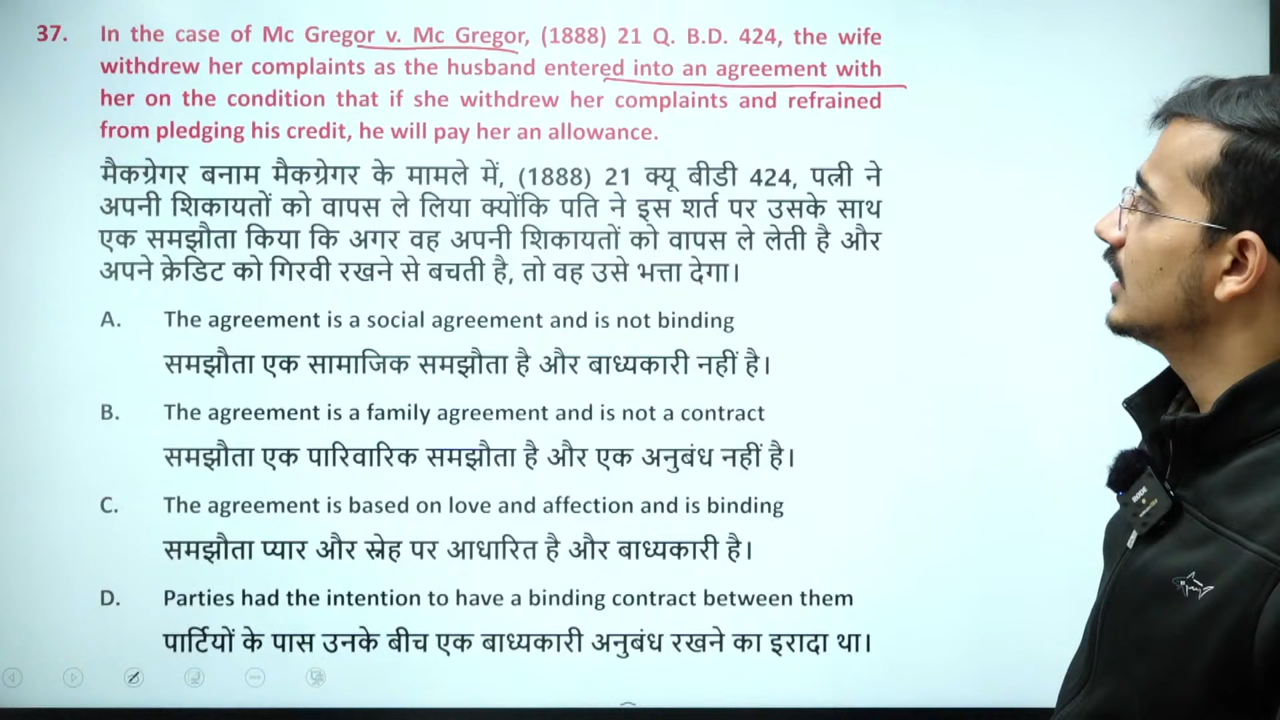 37. In the case of Mc Gregor v. Mc Gregor, (1888) 21 Q. B.D. 424, the wife
withdrew her complaints as the husband entered into an agreement with
her on the condition that if she withdrew her complaints and refrained
from pledging his credit, he will pay her an allowance.
मैकग्रेगर बनाम मैकग्रेगर के मामले में, (1888) 21 क्यू बीडी 424, पत्नी ने
अपनी शिकायतों को वापस ले लिया क्योंकि पति ने इस शर्त पर उसके साथ
एक समझौता किया कि अगर वह अपनी शिकायतों को वापस ले लेती है और
अपने क्रेडिट को गिरवी रखने से बचती है, तो वह उसे भत्ता देगा।
A. The agreement is a social agreement and is not binding
समझौता एक सामाजिक समझौता है और बाध्यकारी नहीं है।
B. The agreement is a family agreement and is not a contract
समझौता एक पारिवारिक समझौता है और एक अनुबंध नहीं है।
C. The agreement is based on love and affection and is binding
समझौता प्यार और स्नेह पर आधारित है और बाध्यकारी है।
D. Parties had the intention to have a binding contract between them
पार्टियों के पास उनके बीच एक बाध्यकारी अनुबंध रखने का इरादा था।
RODE